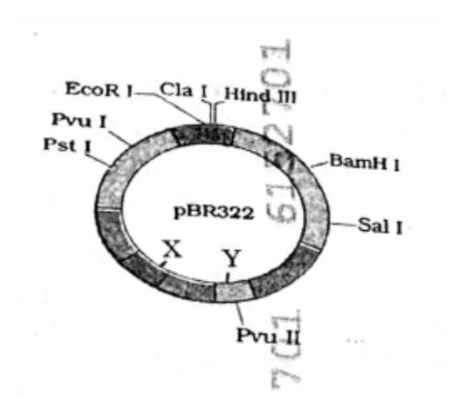 EcoR I
Cla I
Hind III
Pvu I
Pst I
BamH I
pBR322
Sal I
X
Y
Pvu II